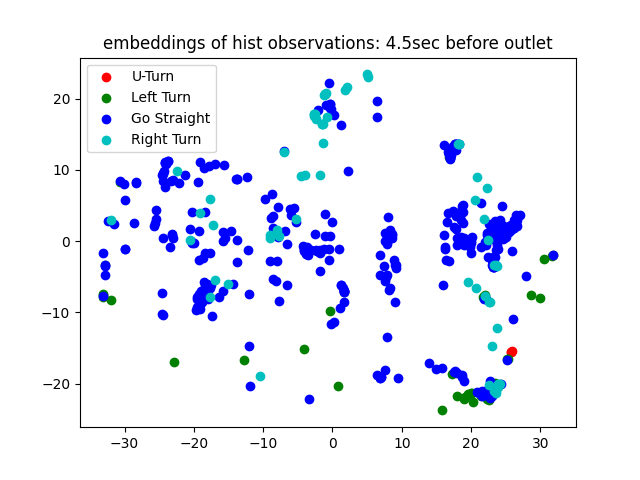 embeddings of hist observations: 4.5sec before outlet
U-Turn
Left Turn
Go Straight
Right Turn
20
10
0
−10
−20
−30
−20
−10
0
10
20
30